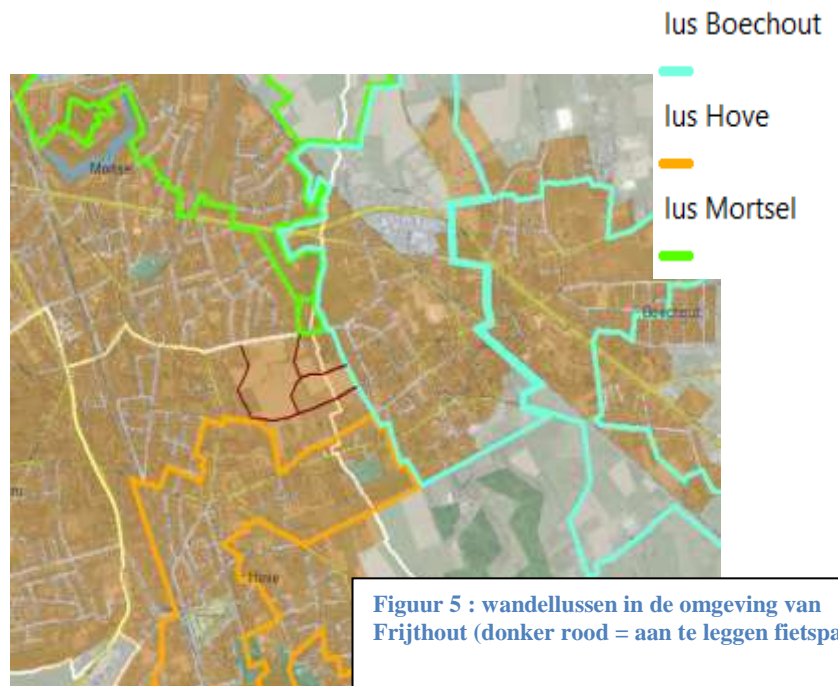 lus Boechout
lus Hove
lus Mortsel
Mortsel
Boechout
Hove
Figuur 5 : wandellussen in de omgeving van
Frijthout (donker rood = aan te leggen fietspa